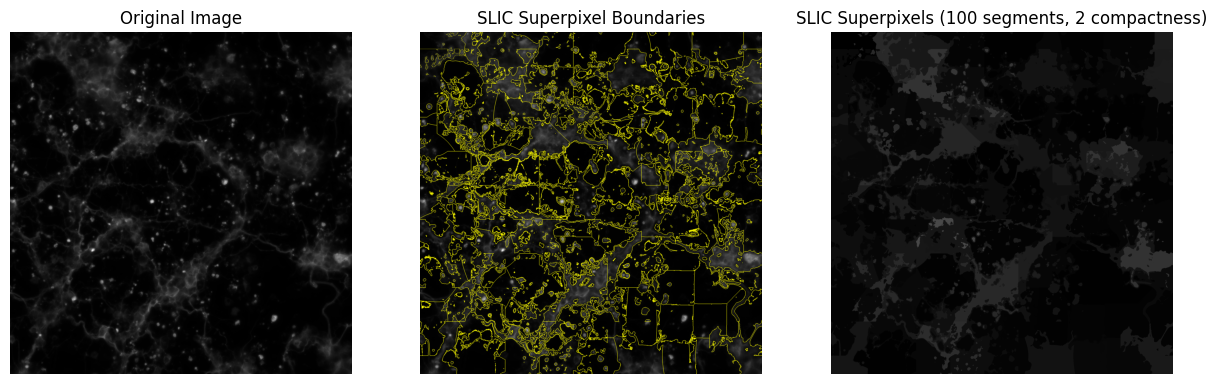 Original Image
SLIC Superpixel Boundaries
SLIC Superpixels (100 segments, 2 compactness)